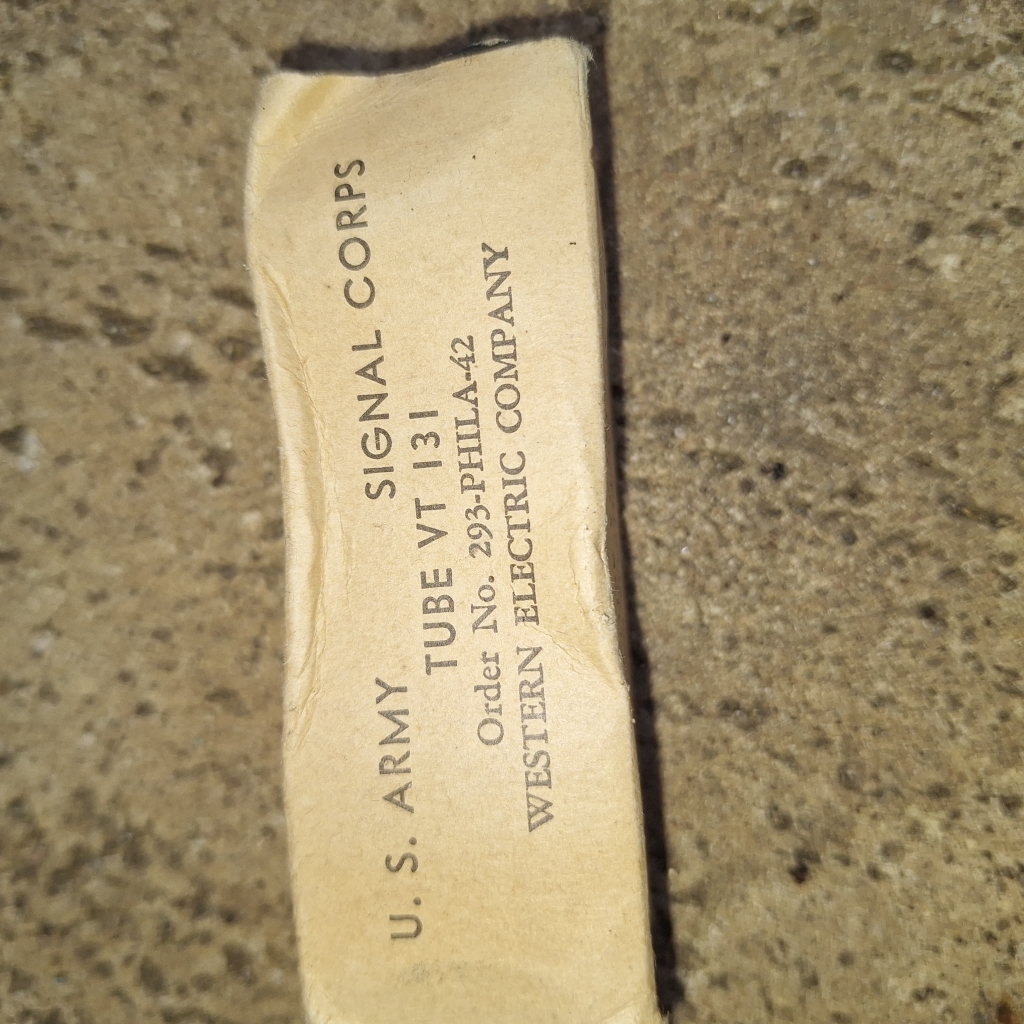 U. S. ARMY SIGNAL CORPS
TUBE VT 131
Order No. 293-PHILA-42
WESTERN ELECTRIC COMPANY